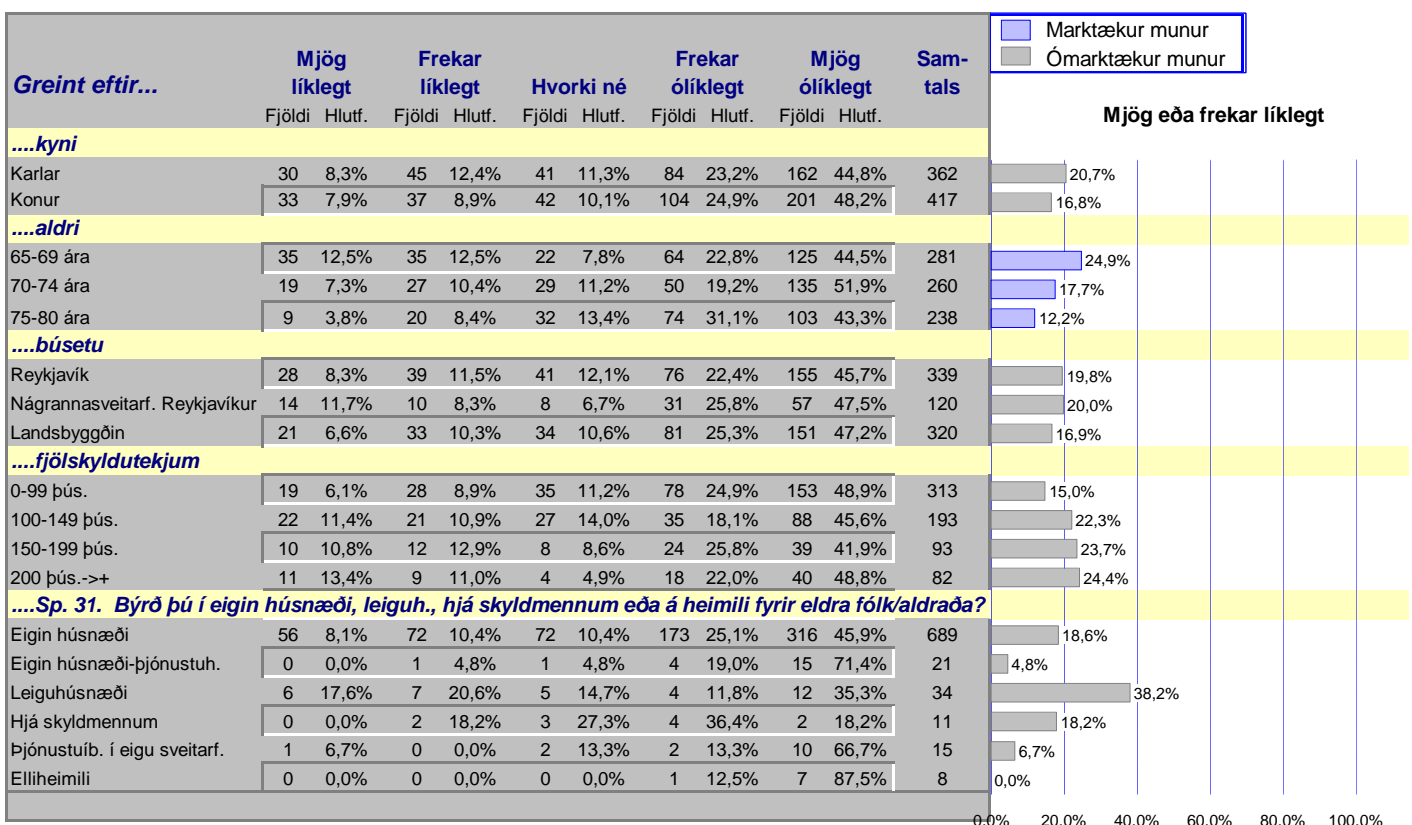 Marktækur munur
Ómarktækur munur
Mjög Frekar Frekar Mjög Sam-
Greint eftir... líklegt líklegt Hvorki né ólíklegt ólíklegt tals
Fjöldi Hlutf. Fjöldi Hlutf. Fjöldi Hlutf. Fjöldi Hlutf. Fjöldi Hlutf. Mjög eða frekar líklegt
....kyni
Karlar 30 8,3% 45 12,4% 41 11,3% 84 23,2% 162 44,8% 362 20,7%
Konur 33 7,9% 37 8,9% 42 10,1% 104 24,9% 201 48,2% 417 16,8%
....aldri
65-69 ára 35 12,5% 35 12,5% 22 7,8% 64 22,8% 125 44,5% 281 24,9%
70-74 ára 19 7,3% 27 10,4% 29 11,2% 50 19,2% 135 51,9% 260 17,7%
75-80 ára 9 3,8% 20 8,4% 32 13,4% 74 31,1% 103 43,3% 238 12,2%
....búsetu
Reykjavík 28 8,3% 39 11,5% 41 12,1% 76 22,4% 155 45,7% 339 19,8%
Nágrannasveitarf. Reykjavíkur 14 11,7% 10 8,3% 8 6,7% 31 25,8% 57 47,5% 120 20,0%
Landsbyggðin 21 6,6% 33 10,3% 34 10,6% 81 25,3% 151 47,2% 320 16,9%
....fjölskyldutekjum
0-99 þús. 19 6,1% 28 8,9% 35 11,2% 78 24,9% 153 48,9% 313 15,0%
100-149 þús. 22 11,4% 21 10,9% 27 14,0% 35 18,1% 88 45,6% 193 22,3%
150-199 þús. 10 10,8% 12 12,9% 8 8,6% 24 25,8% 39 41,9% 93 23,7%
200 þús.->+ 11 13,4% 9 11,0% 4 4,9% 18 22,0% 40 48,8% 82 24,4%
....Sp. 31. Býrð þú í eigin húsnæði, leiguh., hjá skyldmennum eða á heimili fyrir eldra fólk/aldraða?
Eigin húsnæði 56 8,1% 72 10,4% 72 10,4% 173 25,1% 316 45,9% 689 18,6%
Eigin húsnæði-þjónustuh. 0 0,0% 1 4,8% 1 4,8% 4 19,0% 15 71,4% 21 4,8%
Leiguhúsnæði 6 17,6% 7 20,6% 5 14,7% 4 11,8% 12 35,3% 34 38,2%
Hjá skyldmennum 0 0,0% 2 18,2% 3 27,3% 4 36,4% 2 18,2% 11 18,2%
Þjónustuíb. í eigu sveitarf. 1 6,7% 0 0,0% 2 13,3% 2 13,3% 10 66,7% 15 6,7%
Elliheimili 0 0,0% 0 0,0% 0 0,0% 1 12,5% 7 87,5% 8 0,0%
0,0% 20,0% 40,0% 60,0% 80,0% 100,0%